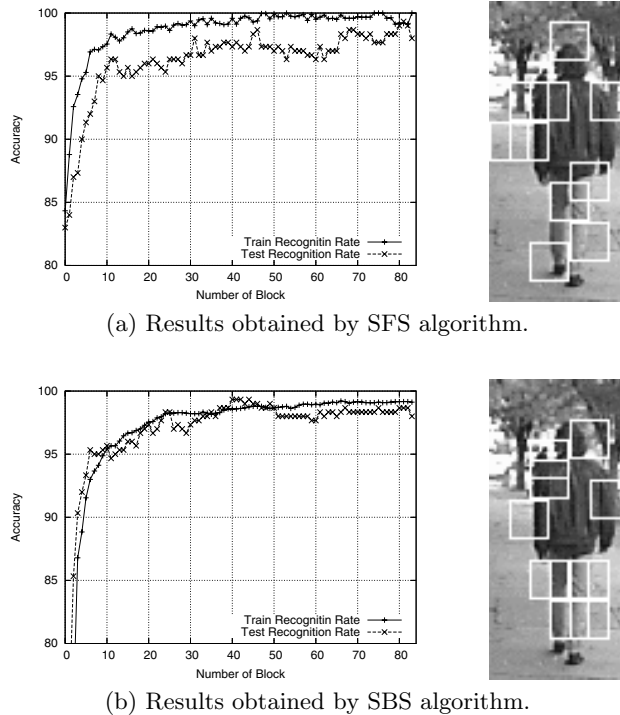 100
95
90
85
80
Accuracy
0 10 20 30 40 50 60 70 80
Number of Block
Train Recognitin Rate
Test Recognition Rate
(a) Results obtained by SFS algorithm.
100
95
90
85
80
Accuracy
0 10 20 30 40 50 60 70 80
Number of Block
Train Recognitin Rate
Test Recognition Rate
(b) Results obtained by SBS algorithm.